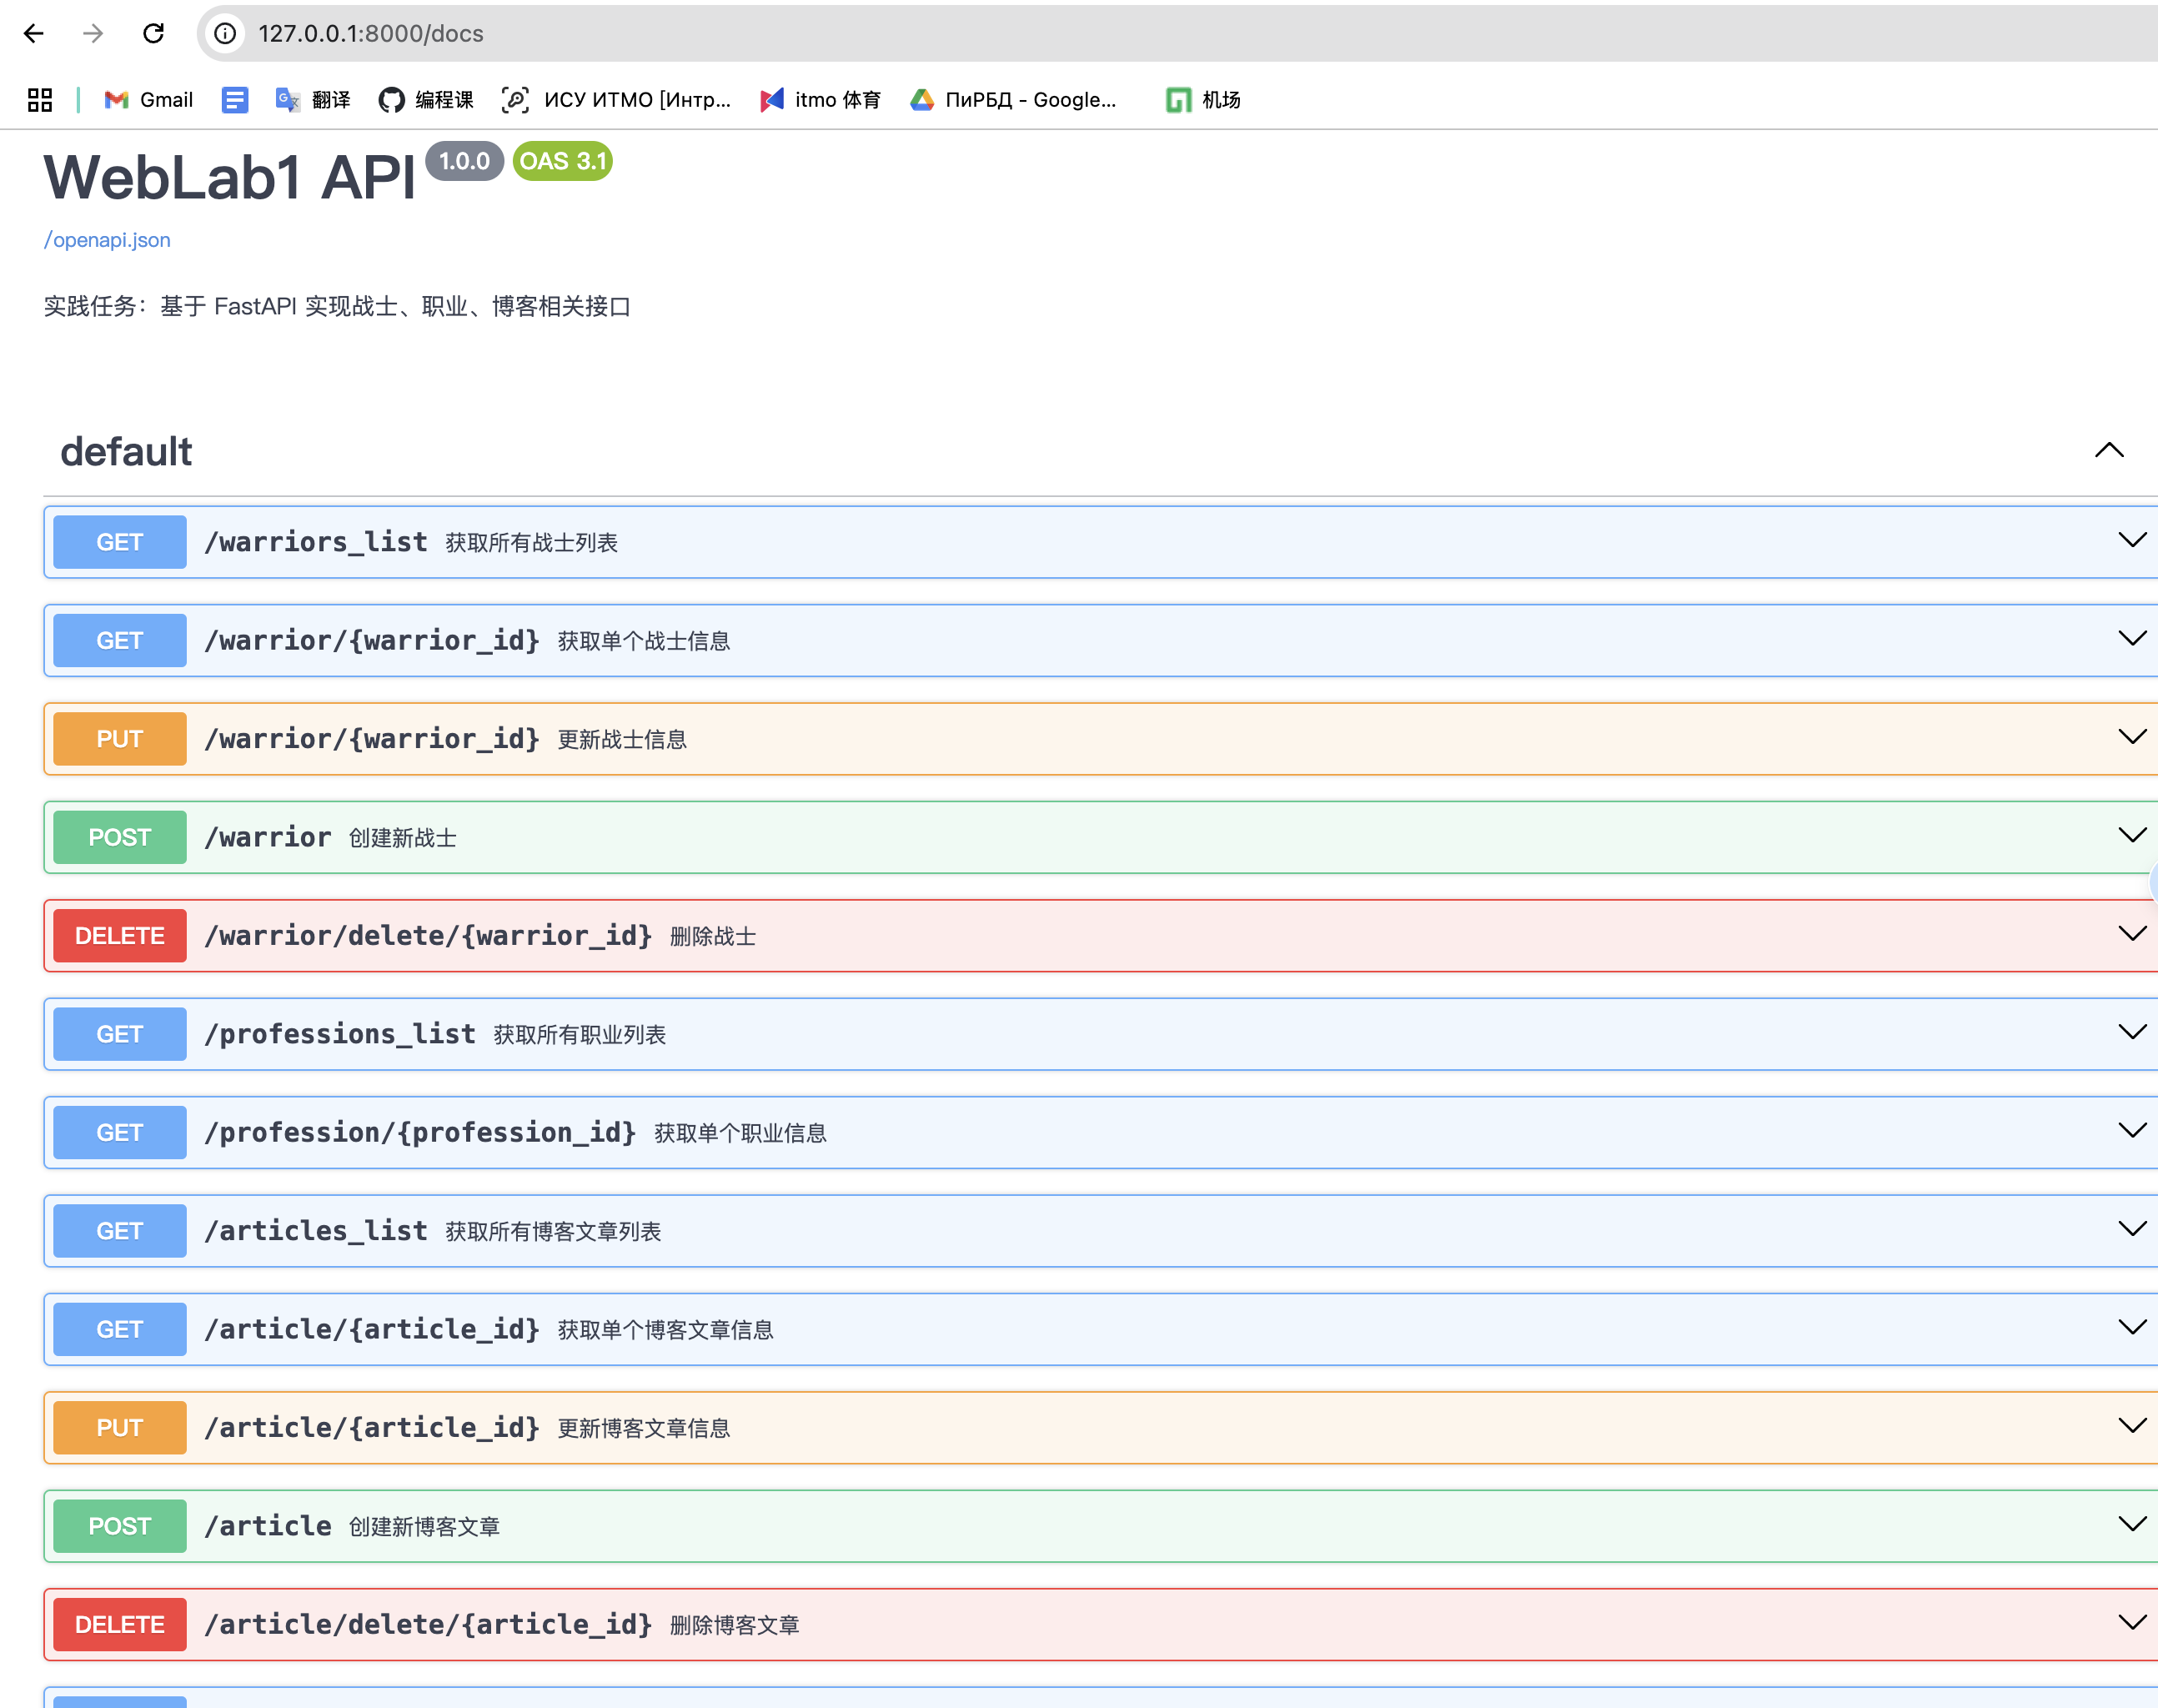 127.0.0.1:8000/docs
Gmail 翻译 编程课 ИСУ ИТМО [Интр... itmo 体育 ПиРБД - Google... 机场
WebLab1 API 1.0.0 OAS 3.1
/openapi.json
实践任务：基于 FastAPI 实现战士、职业、博客相关接口
default
GET /warriors_list 获取所有战士列表
GET /warrior/{warrior_id} 获取单个战士信息
PUT /warrior/{warrior_id} 更新战士信息
POST /warrior 创建新战士
DELETE /warrior/delete/{warrior_id} 删除战士
GET /professions_list 获取所有职业列表
GET /profession/{profession_id} 获取单个职业信息
GET /articles_list 获取所有博客文章列表
GET /article/{article_id} 获取单个博客文章信息
PUT /article/{article_id} 更新博客文章信息
POST /article 创建新博客文章
DELETE /article/delete/{article_id} 删除博客文章